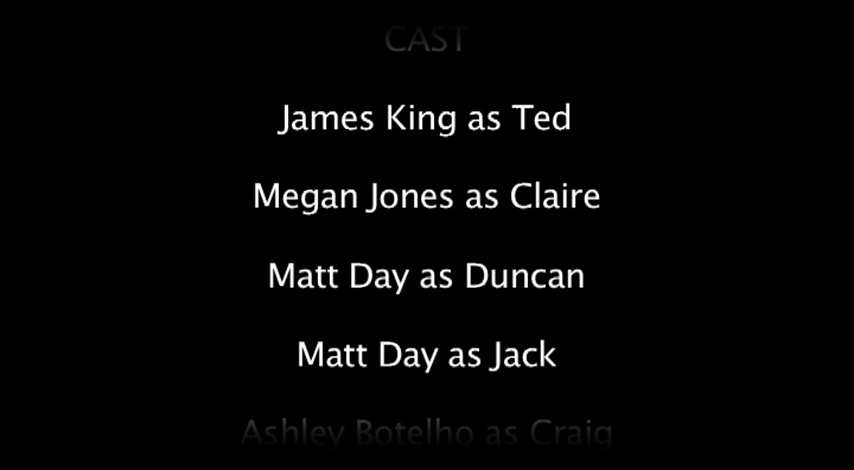 CAST
James King as Ted
Megan Jones as Claire
Matt Day as Duncan
Matt Day as Jack
Ashley Botelho as Craig